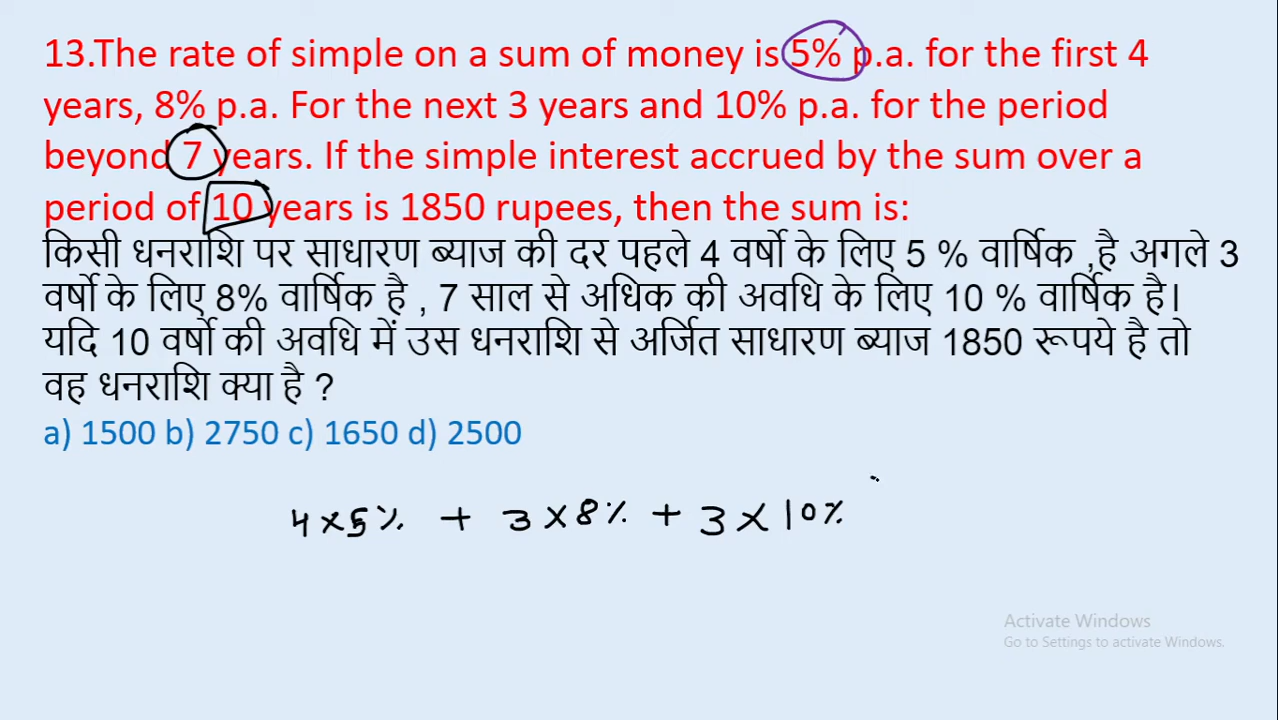 13.The rate of simple on a sum of money is 5% p.a. for the first 4
years, 8% p.a. For the next 3 years and 10% p.a. for the period
beyond 7 years. If the simple interest accrued by the sum over a
period of 10 years is 1850 rupees, then the sum is:
किसी धनराशि पर साधारण ब्याज की दर पहले 4 वर्षो के लिए 5 % वार्षिक ,है अगले 3
वर्षो के लिए 8% वार्षिक है , 7 साल से अधिक की अवधि के लिए 10 % वार्षिक है।
यदि 10 वर्षो की अवधि में उस धनराशि से अर्जित साधारण ब्याज 1850 रूपये है तो
वह धनराशि क्या है ?
a) 1500 b) 2750 c) 1650 d) 2500
4 × 5% + 3 × 8% + 3 × 10%
Activate Windows
Go to Settings to activate Windows.